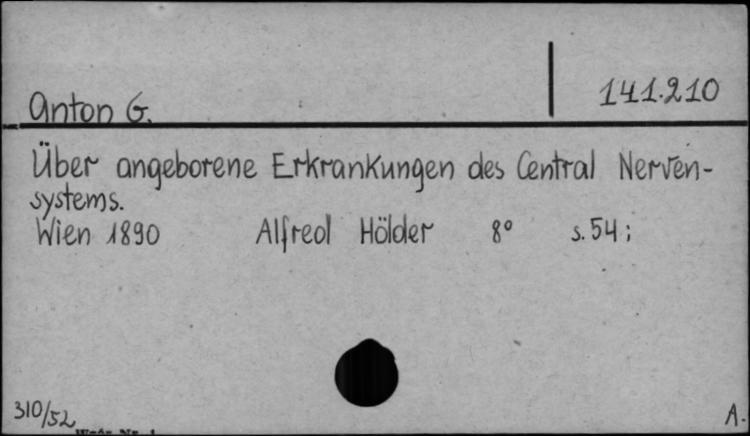 141.210
Anton G.
Über angeborene Erkrankungen des Central Nerven-
systems.
Wien 1890 Alfred Hölder 8° s. 54;
310/52
A.